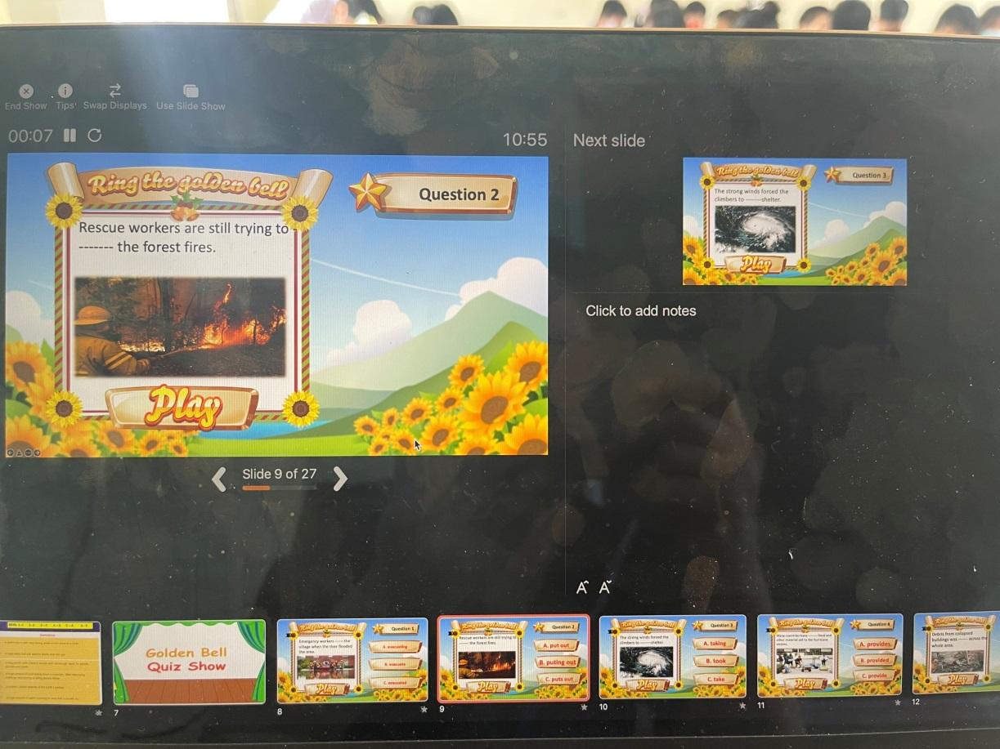 End Show
Tips
Swap Displays
Use Slide Show
00:07
10:55
Next slide
Ring the golden bell
Question 2
Rescue workers are still trying to
------- the forest fires.
Play
Ring the golden bell
Question 3
The strong winds forced the
climbers to -------shelter.
Play
Click to add notes
Slide 9 of 27
A A
Golden Bell
Quiz Show
7
Ring the golden bell
Question 1
Emergency workers ------ the
village when the river flooded
the area.
A. evacuating
B. evacuate
C. evacuated
Play
8
Ring the golden bell
Question 2
Rescue workers are still trying to
------- the forest fires.
A. put out
B. puting out
C. puts out
Play
9
Ring the golden bell
Question 3
The strong winds forced the
climbers to -------shelter.
A. taking
B. took
C. take
Play
10
Ring the golden bell
Question 4
Many countries have ------- food and
other material aid to the hurricane
victims.
A. provides
B. provided
C. provide
Play
11
Ring the golden bell
Debris from collapsed
buildings was ------ across the
whole area.
Play
12